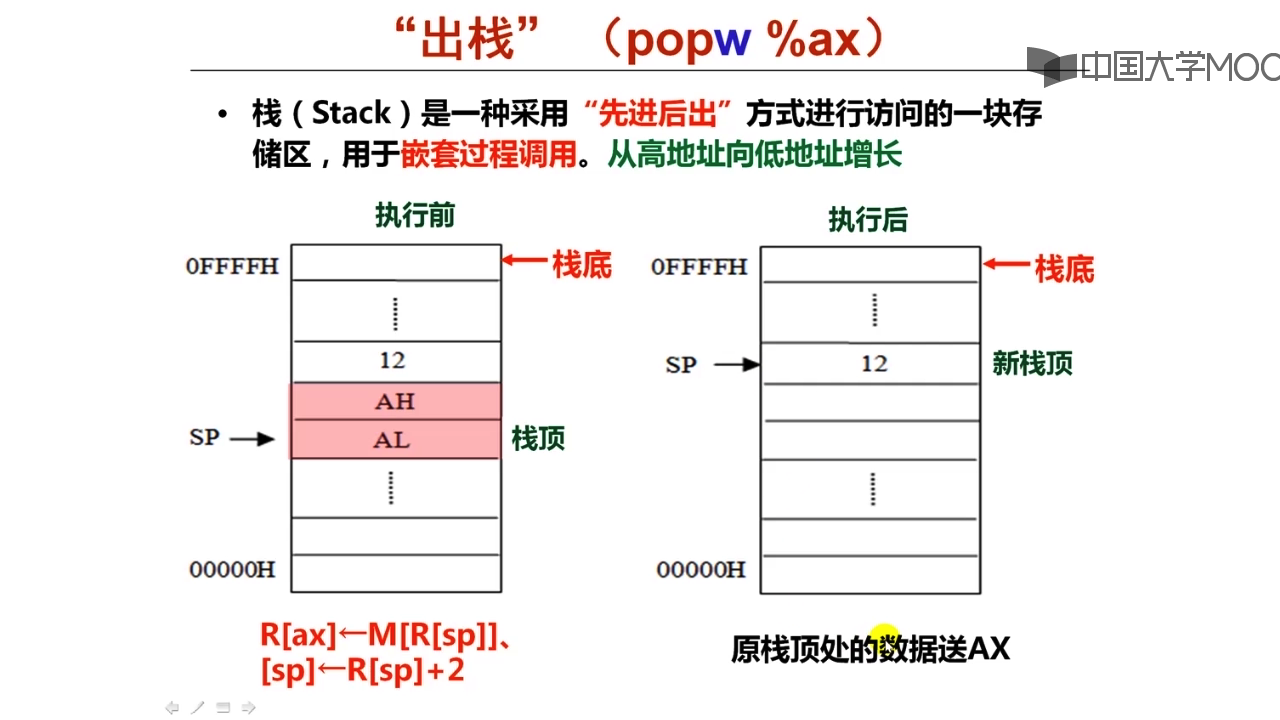 “出栈” （popw %ax）
中国大学MOO
• 栈（Stack）是一种采用“先进后出”方式进行访问的一块存
储区，用于嵌套过程调用。从高地址向低地址增长
执行前
执行后
0FFFFH
栈底
0FFFFH
栈底
12
SP
12
新栈顶
AH
SP
AL
栈顶
00000H
00000H
R[ax]←M[R[sp]]、
[sp]←R[sp]+2
原栈顶处的数据送AX